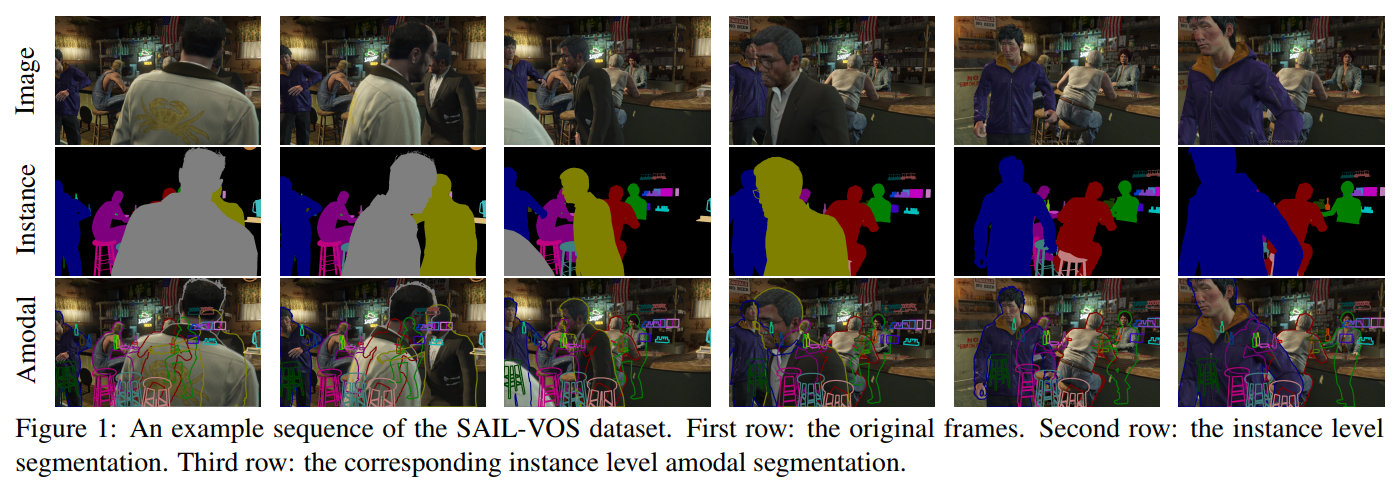 Image
Instance
Amodal
Figure 1: An example sequence of the SAIL-VOS dataset. First row: the original frames. Second row: the instance level
segmentation. Third row: the corresponding instance level amodal segmentation.